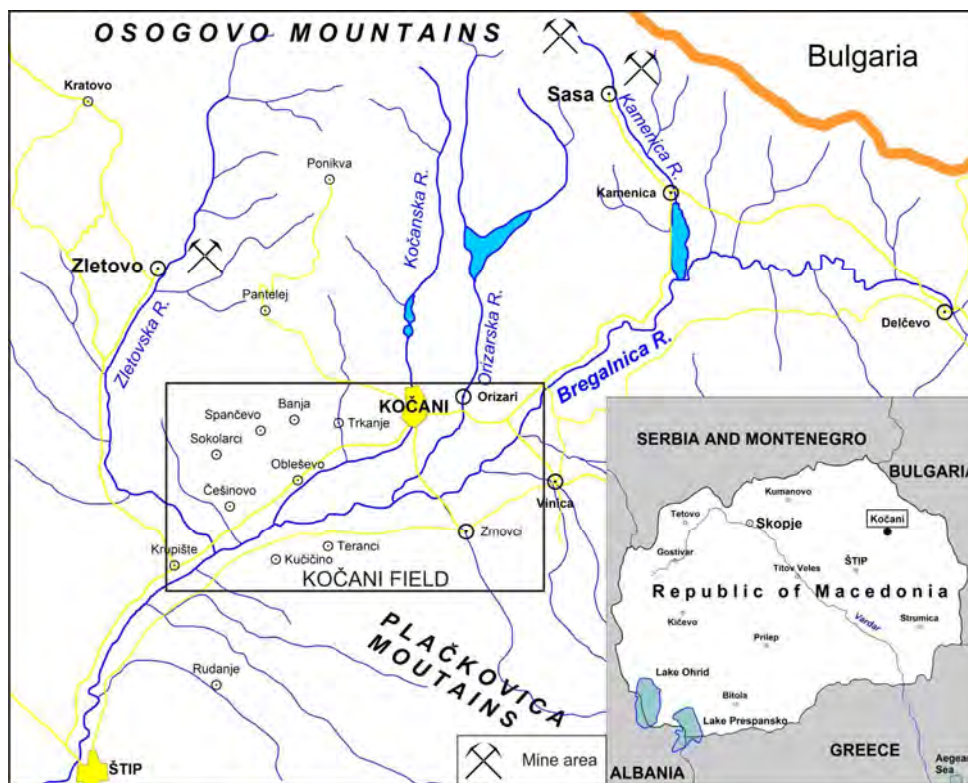 OSOGOVO MOUNTAINS
Bulgaria
Kratovo
Sasa
Kamenica R.
Ponikva
Kočanska R.
Kamenica
Zletovo
Zletovska R.
Pantelej
Orizarska R.
Delčevo
Bregalnica R.
KOČANI
Orizari
Banja
Spančevo
Trkanje
Sokolarci
Obleševo
Češinovo
Vinica
Zrnovci
Teranci
Krupište
Kučičino
KOČANI FIELD
PLAČKOVICA
MOUTAINS
Rudanje
ŠTIP
Mine area
SERBIA AND MONTENEGRO
BULGARIA
Kumanovo
Tetovo
Skopje
Kočani
Gostivar
Titov Veles
ŠTIP
Republic of Macedonia
Kičevo
Vardar
Strumica
Prilep
Lake Ohrid
Bitola
Lake Prespansko
GREECE
Aegean
Sea
ALBANIA